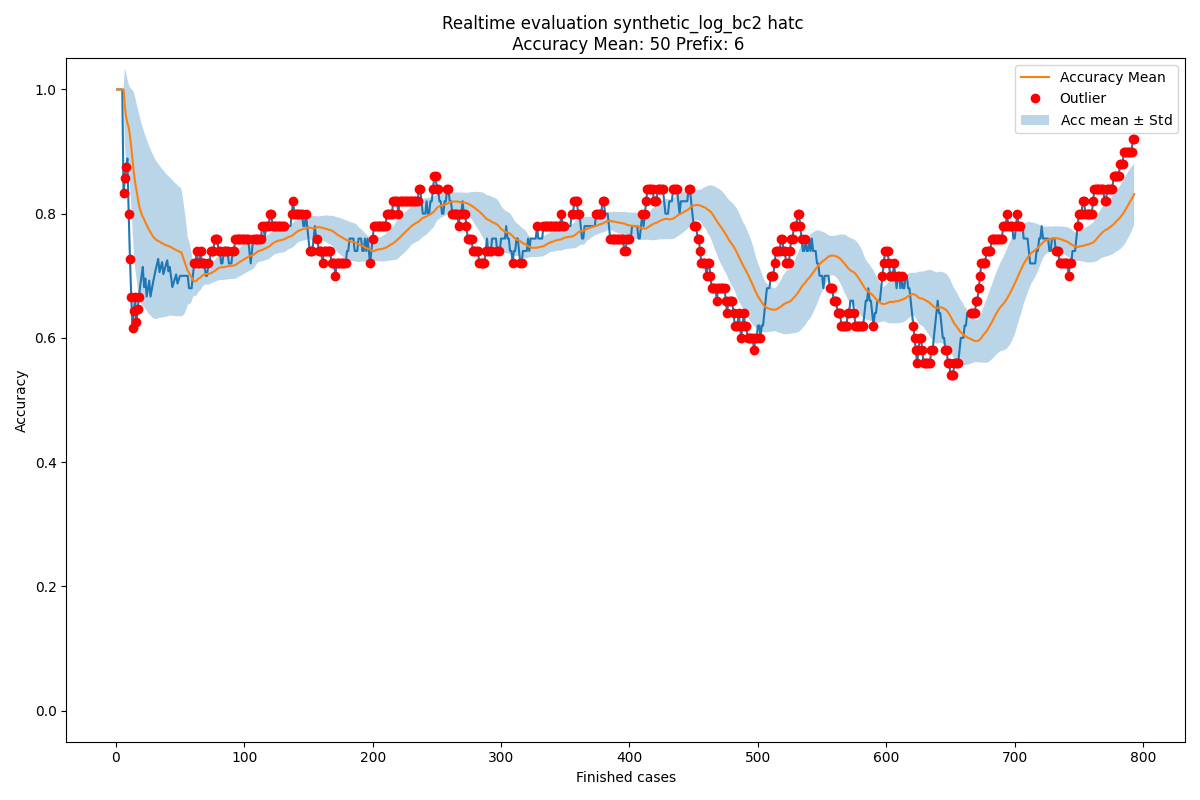 Realtime evaluation synthetic_log_bc2 hatc
Accuracy Mean: 50 Prefix: 6
Accuracy Mean
Outlier
Acc mean ± Std
1.0
0.8
0.6
0.4
0.2
0.0
Accuracy
0 100 200 300 400 500 600 700 800
Finished cases